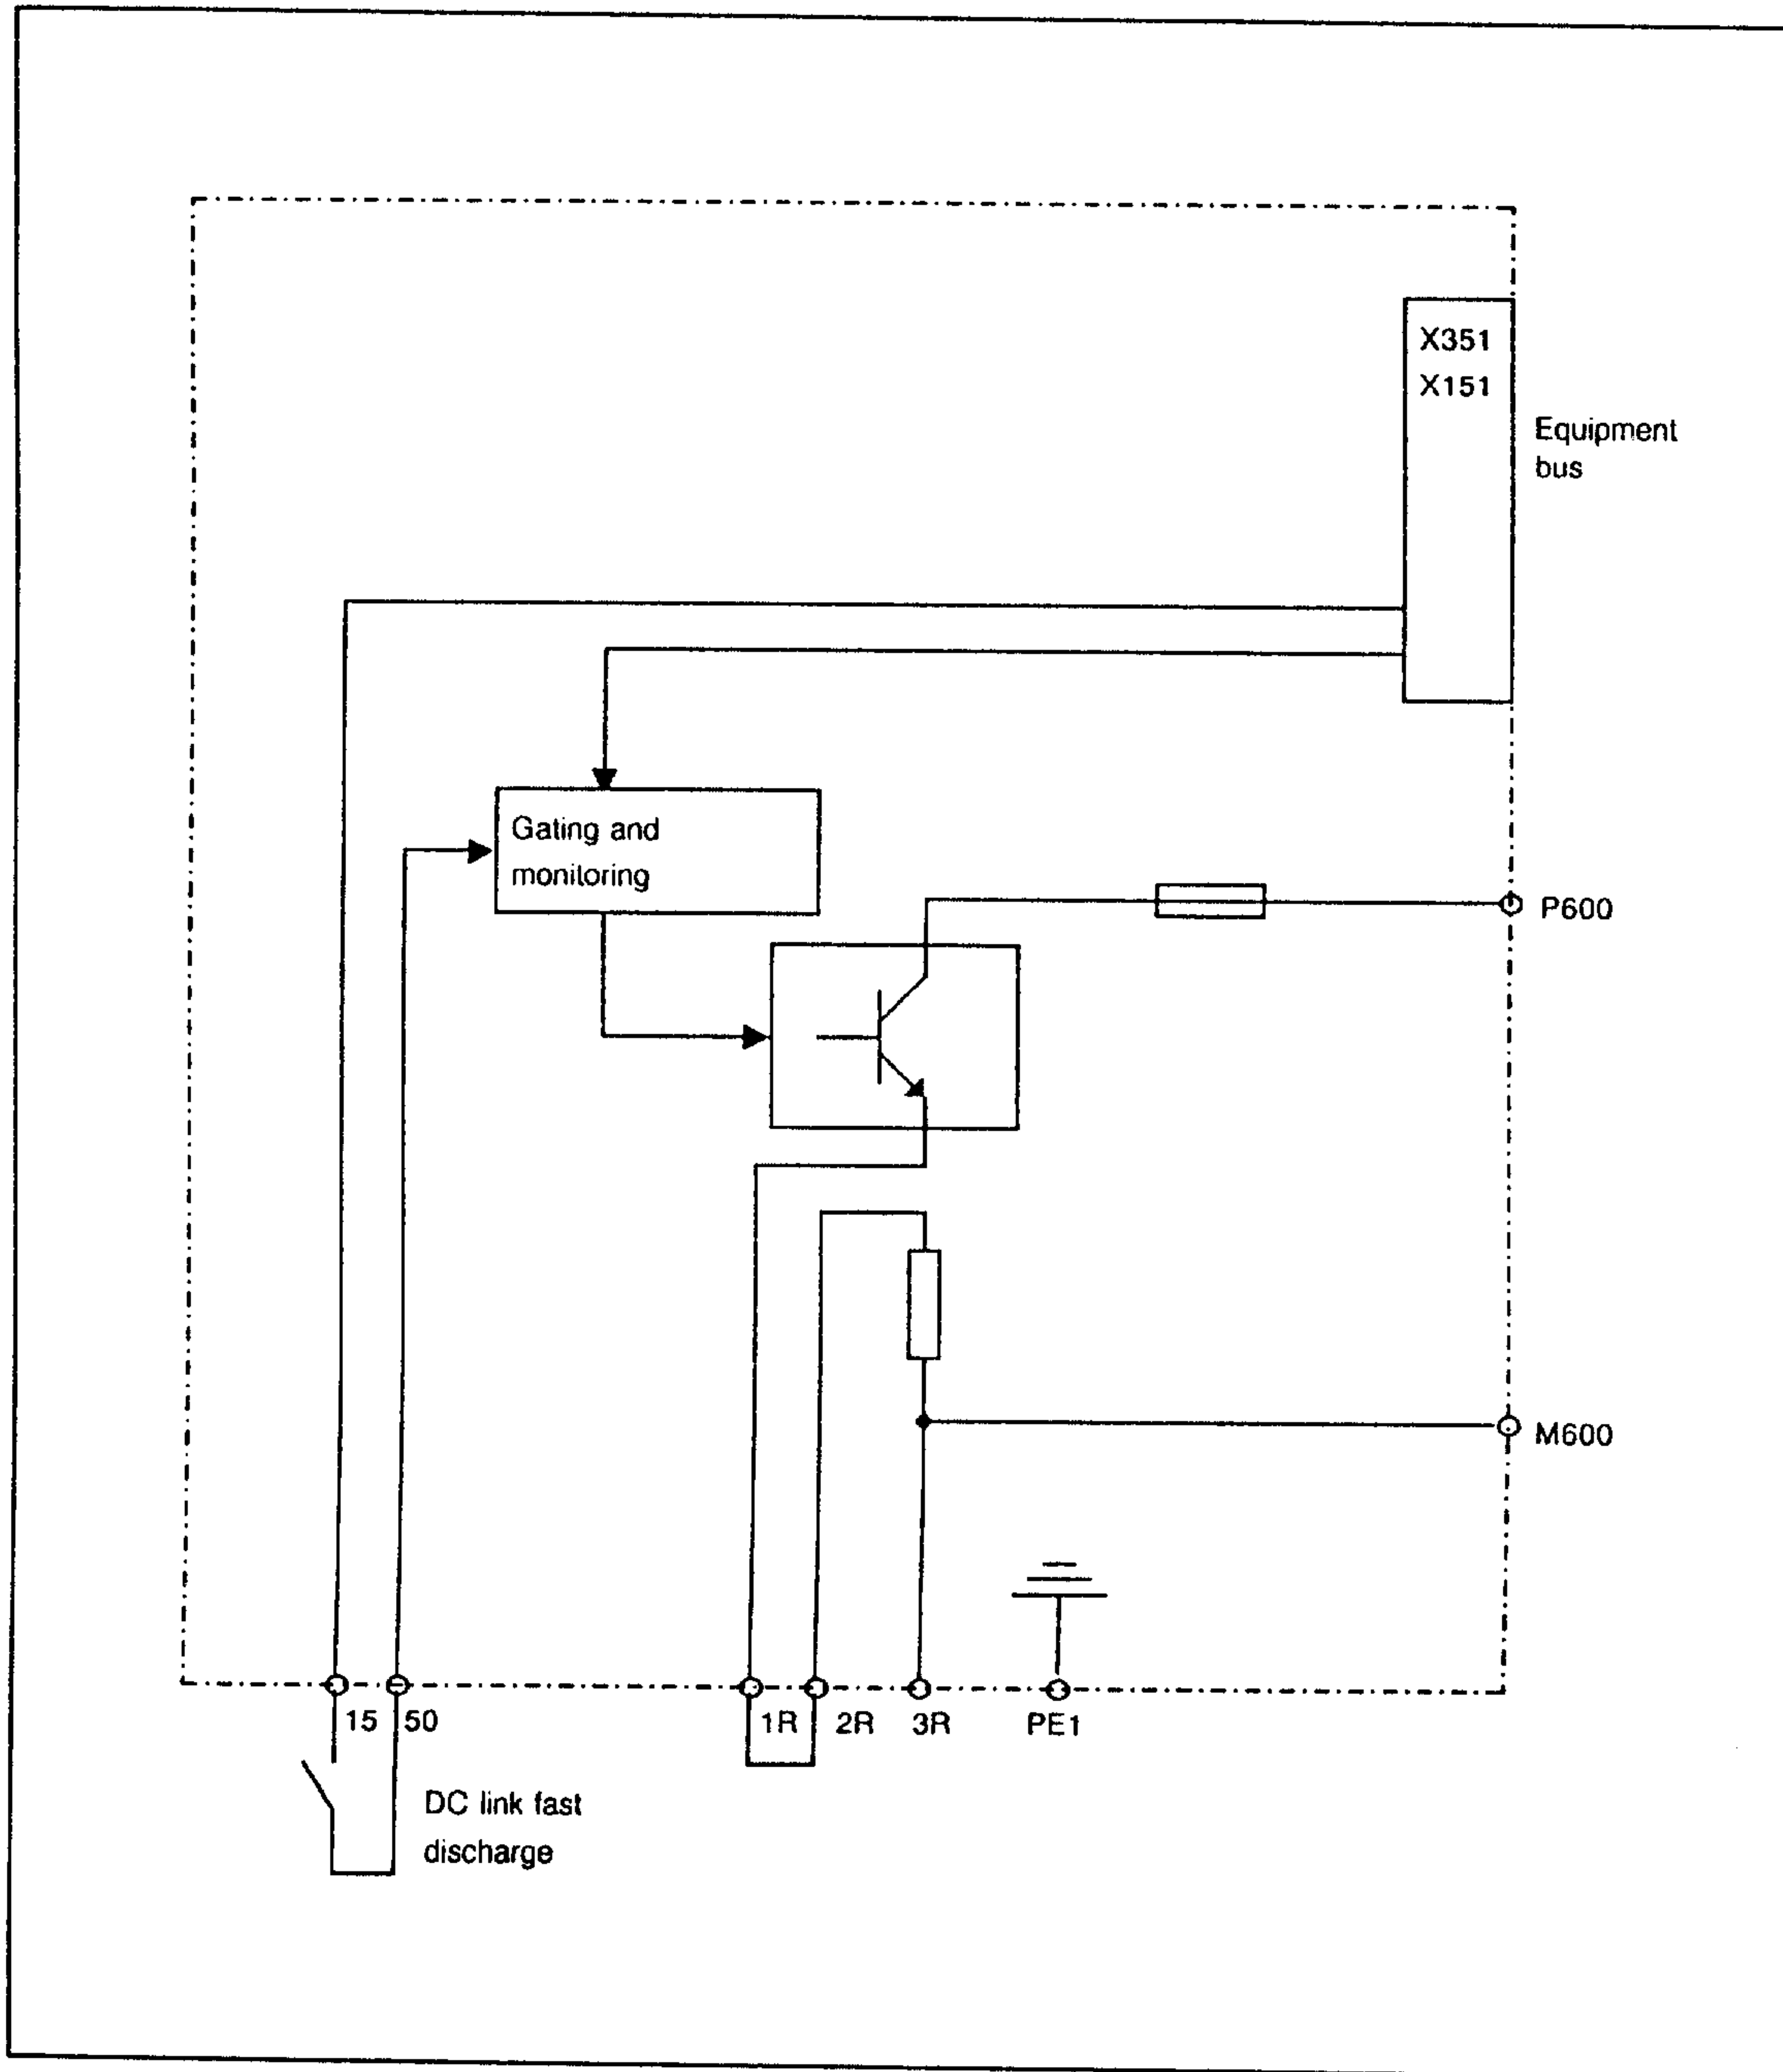 X351
X151
Equipment
bus
Gating and
monitoring
P600
M600
15 50
1R 2R 3R PE1
DC link fast
discharge